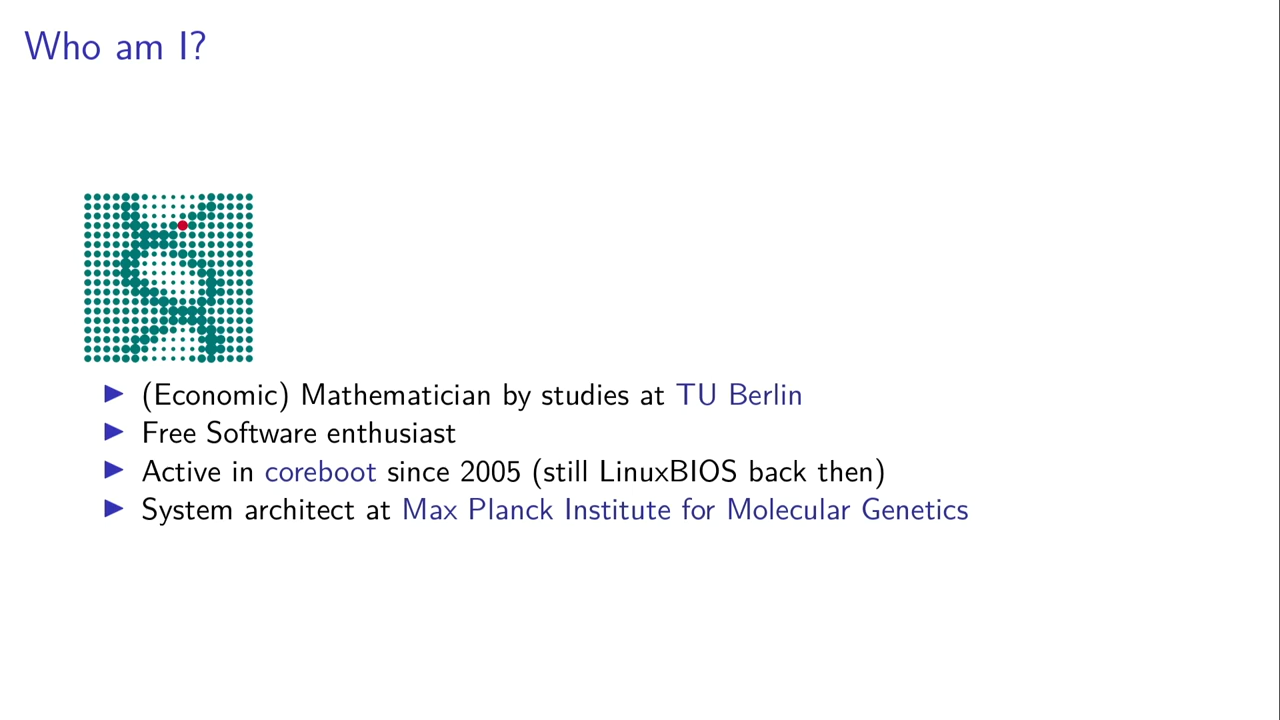 Who am I?
▶ (Economic) Mathematician by studies at TU Berlin
▶ Free Software enthusiast
▶ Active in coreboot since 2005 (still LinuxBIOS back then)
▶ System architect at Max Planck Institute for Molecular Genetics